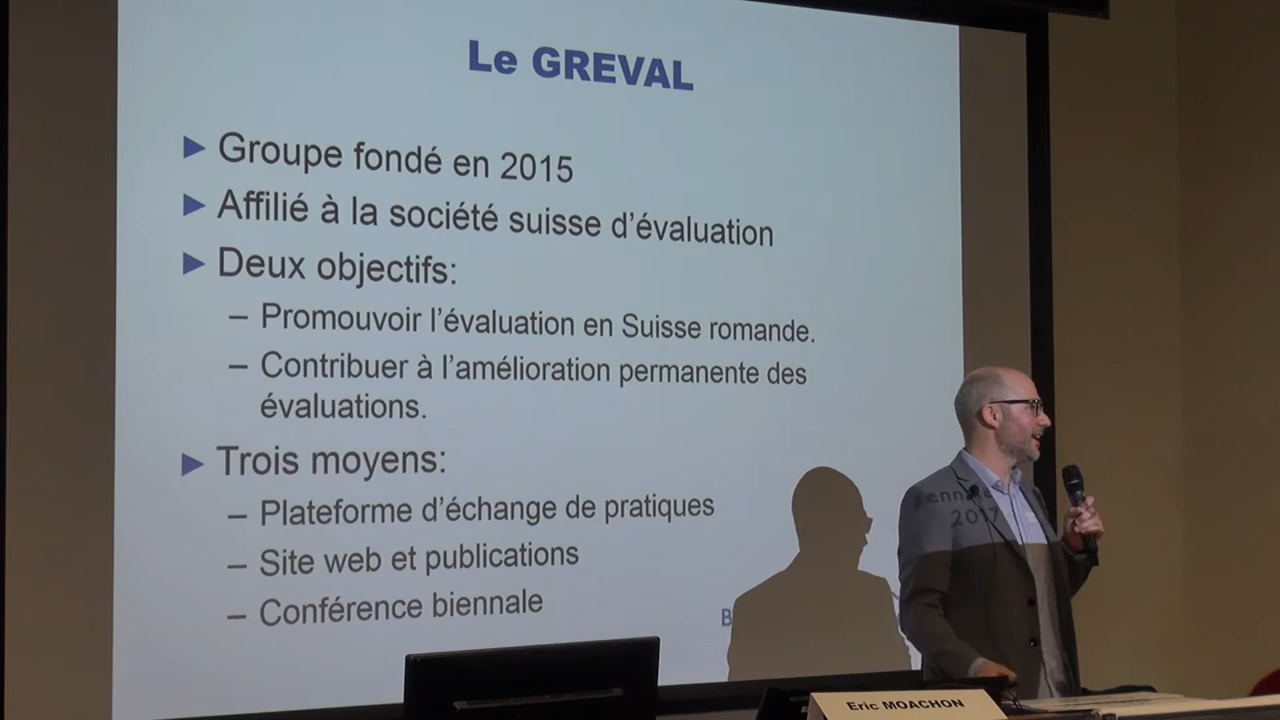 Le GREVAL
► Groupe fondé en 2015
► Affilié à la société suisse d’évaluation
► Deux objectifs:
– Promouvoir l’évaluation en Suisse romande.
– Contribuer à l’amélioration permanente des
évaluations.
► Trois moyens:
– Plateforme d’échange de pratiques
– Site web et publications
– Conférence biennale
2017
Eric MOACHON